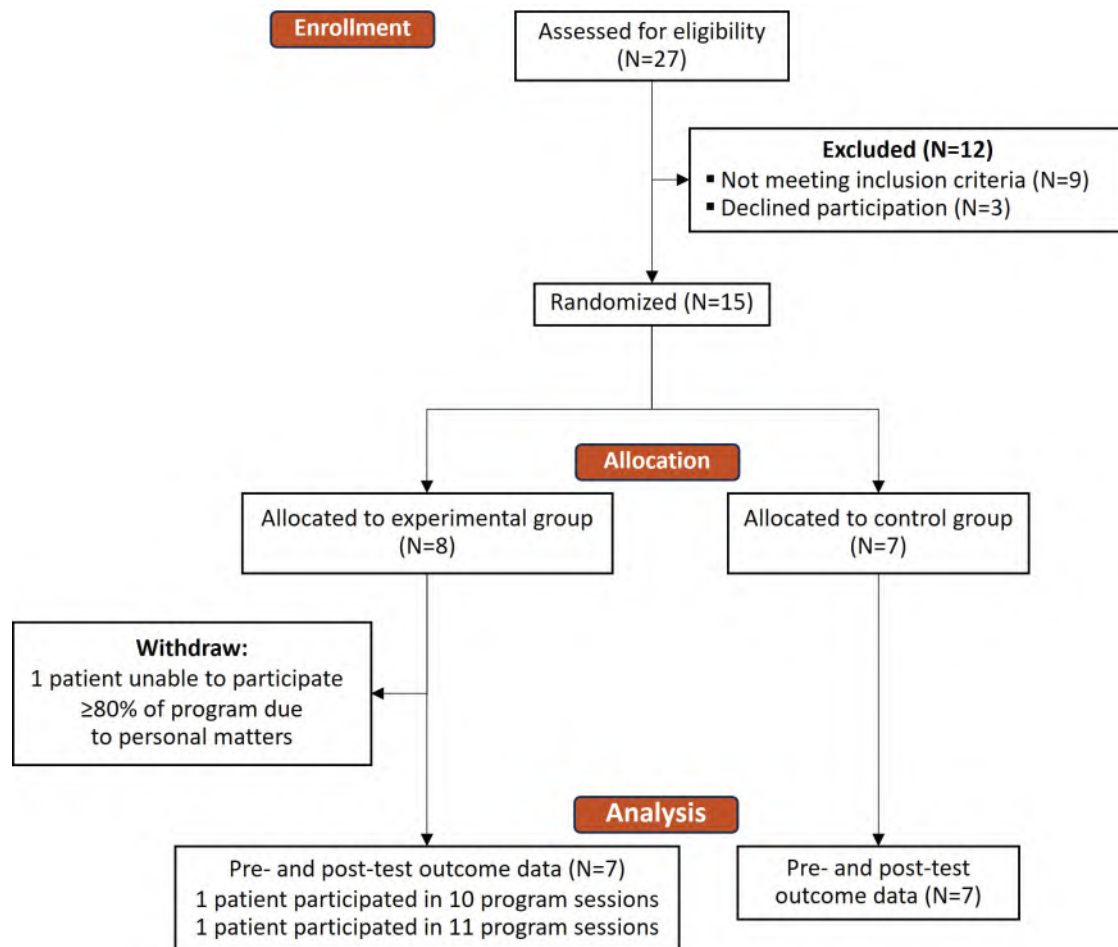 Enrollment
Assessed for eligibility
(N=27)
Excluded (N=12)
▪ Not meeting inclusion criteria (N=9)
▪ Declined participation (N=3)
Randomized (N=15)
Allocation
Allocated to experimental group
(N=8)
Allocated to control group
(N=7)
Withdraw:
1 patient unable to participate
≥80% of program due
to personal matters
Analysis
Pre- and post-test outcome data (N=7)
1 patient participated in 10 program sessions
1 patient participated in 11 program sessions
Pre- and post-test
outcome data (N=7)